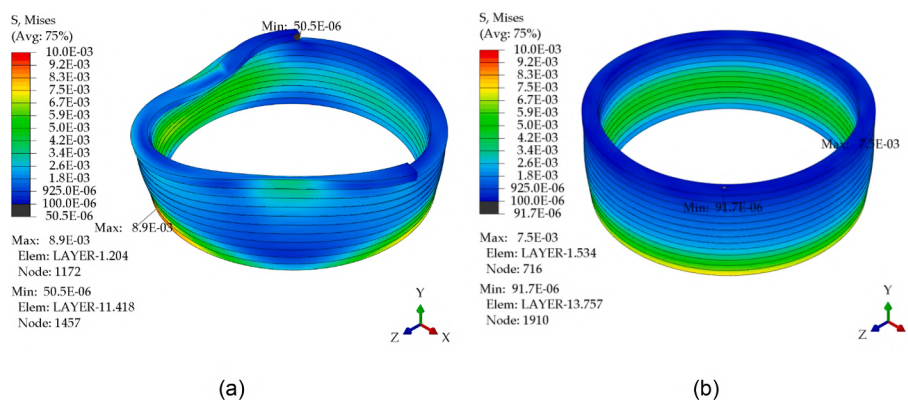 S, Mises
(Avg: 75%)
10.0E-03
9.2E-03
8.3E-03
7.5E-03
6.7E-03
5.9E-03
5.0E-03
4.2E-03
3.4E-03
2.6E-03
1.8E-03
925.0E-06
100.0E-06
50.5E-06
Max: 8.9E-03
Elem: LAYER-1.204
Node: 1172
Min: 50.5E-06
Elem: LAYER-11.418
Node: 1457
Min: 50.5E-06
Max: 8.9E-03
Y
Z
X
(a)
S, Mises
(Avg: 75%)
10.0E-03
9.2E-03
8.3E-03
7.5E-03
6.7E-03
5.9E-03
5.0E-03
4.2E-03
3.4E-03
2.6E-03
1.8E-03
925.0E-06
100.0E-06
91.7E-06
Max: 7.5E-03
Elem: LAYER-1.534
Node: 716
Min: 91.7E-06
Elem: LAYER-13.757
Node: 1910
Max: 7.5E-03
Min: 91.7E-06
Y
Z
(b)